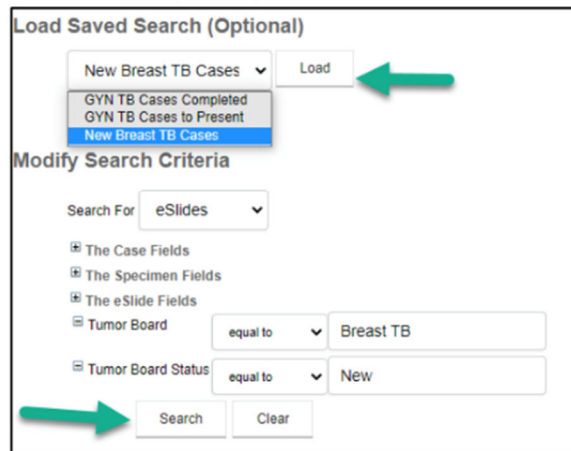 Load Saved Search (Optional)
New Breast TB Cases Load
GYN TB Cases Completed
GYN TB Cases to Present
New Breast TB Cases
Modify Search Criteria
Search For eSlides
The Case Fields
The Specimen Fields
The eSlide Fields
Tumor Board equal to Breast TB
Tumor Board Status equal to New
Search Clear